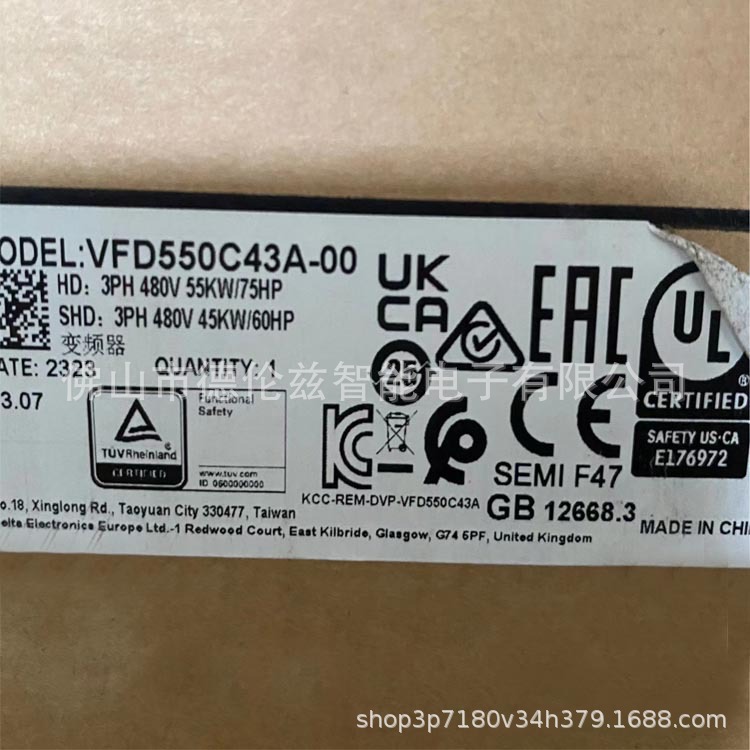 ODEL:VFD550C43A-00
HD: 3PH 480V 55KW/75HP
SHD: 3PH 480V 45KW/60HP
变频器
ATE: 2323 QUANTITY: 1
3.07
UK
CA
25
EAC
UL
CERTIFIED
SAFETY US·CA
E176972
佛山市德伦兹智能电子有限公司
TÜVRheinland
CERTIFIED
Functional
Safety
www.tuv.com
ID 0600000000
CE
SEMI F47
KCC-REM-DVP-VFD550C43A
GB 12668.3
o.18, Xinglong Rd., Taoyuan City 330477, Taiwan
elta Electronics Europe Ltd.-1 Redwood Court, East Kilbride, Glasgow, G74 5PF, United Kingdom
MADE IN CHI
shop3p7180v34h379.1688.com